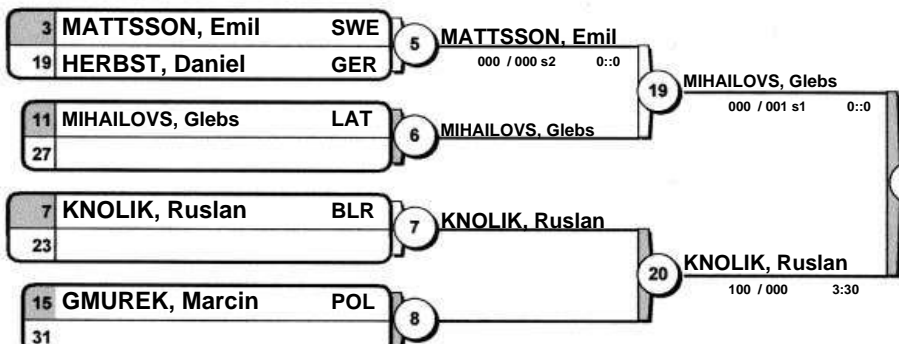 3 MATTSSON, Emil SWE
19 HERBST, Daniel GER
5
MATTSSON, Emil
000 / 000 s2 0::0
11 MIHAILOVS, Glebs LAT
27
6
MIHAILOVS, Glebs
19
MIHAILOVS, Glebs
000 / 001 s1 0::0
7 KNOLIK, Ruslan BLR
23
7
KNOLIK, Ruslan
15 GMUREK, Marcin POL
31
8
20
KNOLIK, Ruslan
100 / 000 3:30